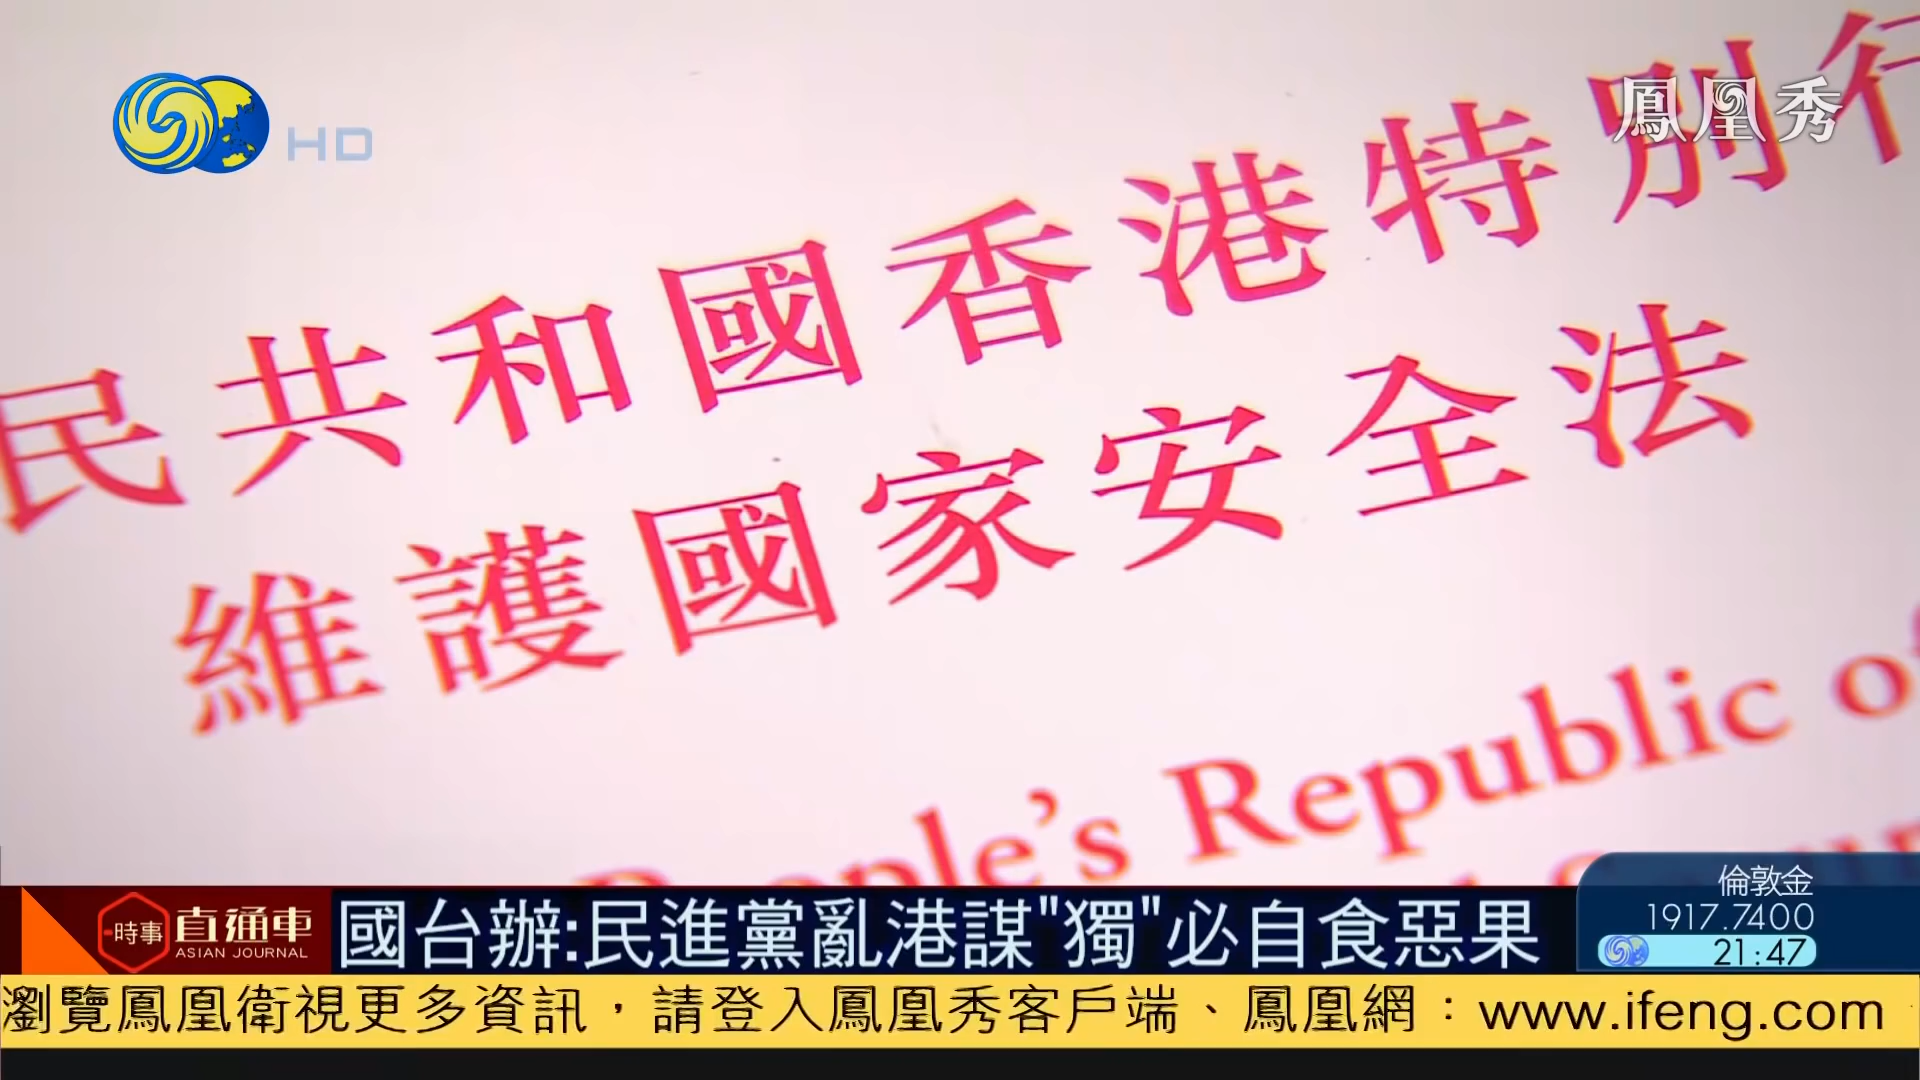 HD
鳳凰秀
民共和國香港特別行
維護國家安全法
People's Republic of
時事直通車
ASIAN JOURNAL
國台辦:民進黨亂港謀"獨"必自食惡果
倫敦金
1917.7400
21:47
瀏覽鳳凰衛視更多資訊，請登入鳳凰秀客戶端、鳳凰網：www.ifeng.com